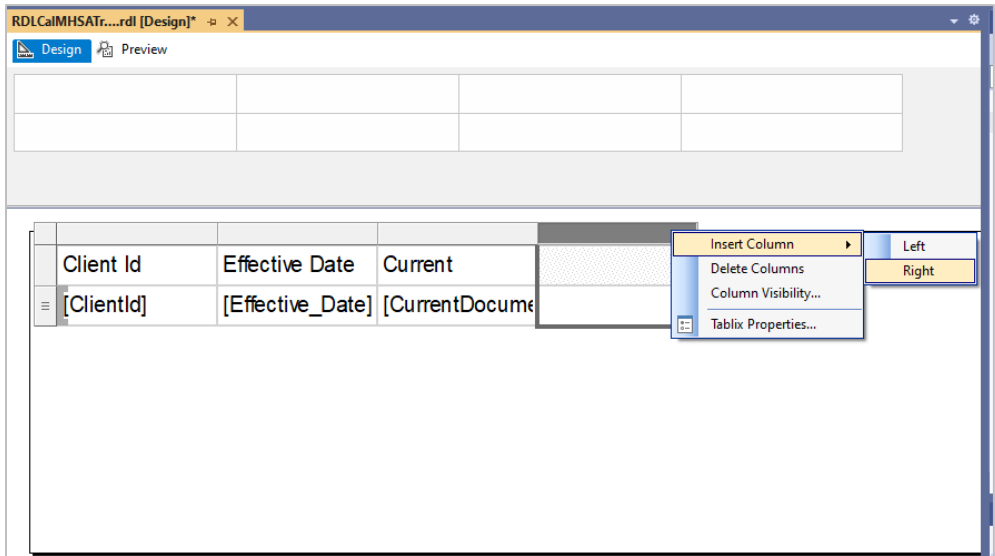 RDLCalMHSATr....rdl [Design]*
Design Preview
Insert Column Left
Client Id Effective Date Current
Delete Columns Right
Column Visibility...
[ClientId] [Effective_Date] [CurrentDocume
Tablix Properties...